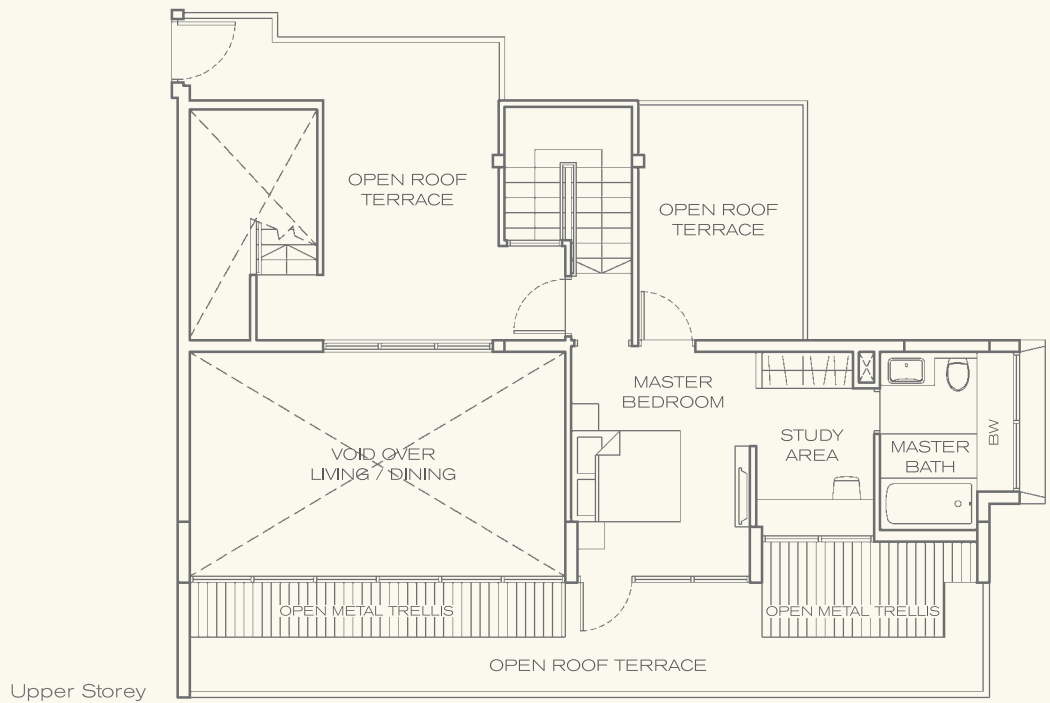 OPEN ROOF
TERRACE
OPEN ROOF
TERRACE
MASTER
BEDROOM
STUDY
AREA
MASTER
BATH
BW
VOID OVER
LIVING / DINING
OPEN METAL TRELLIS
OPEN METAL TRELLIS
OPEN ROOF TERRACE
Upper Storey